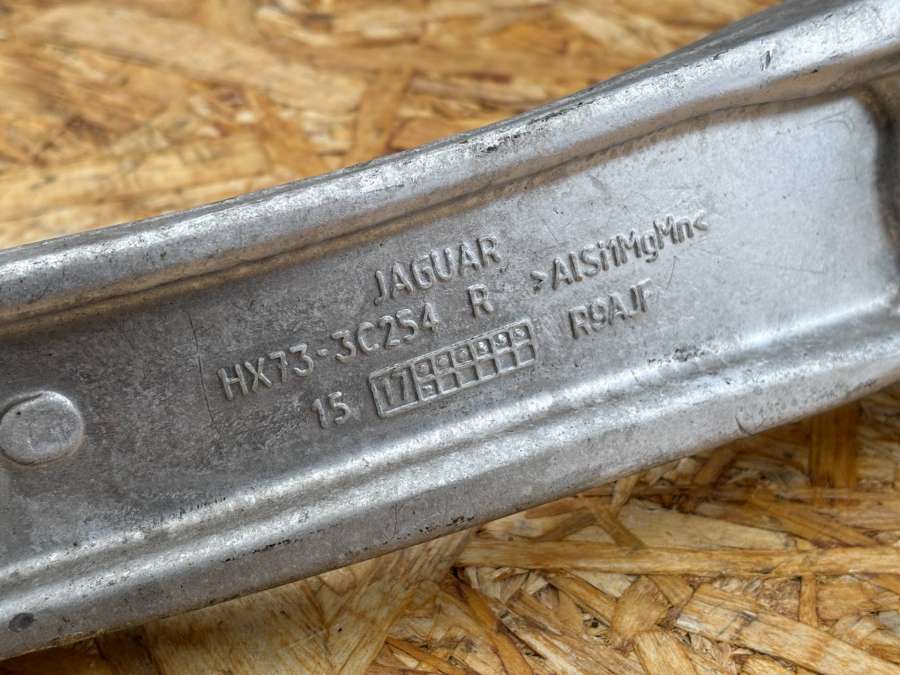 JAGUAR
HX73-3C254 R >AlSi1MgMn<
15 17 R9AJF